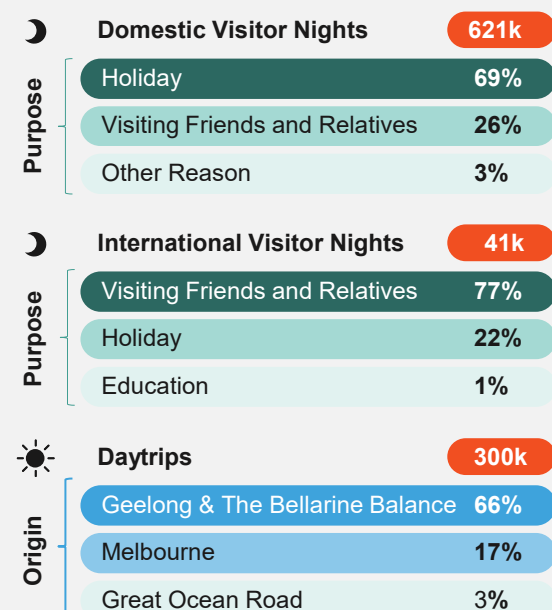 Domestic Visitor Nights 621k
Purpose
Holiday 69%
Visiting Friends and Relatives 26%
Other Reason 3%
International Visitor Nights 41k
Purpose
Visiting Friends and Relatives 77%
Holiday 22%
Education 1%
Daytrips 300k
Origin
Geelong & The Bellarine Balance 66%
Melbourne 17%
Great Ocean Road 3%